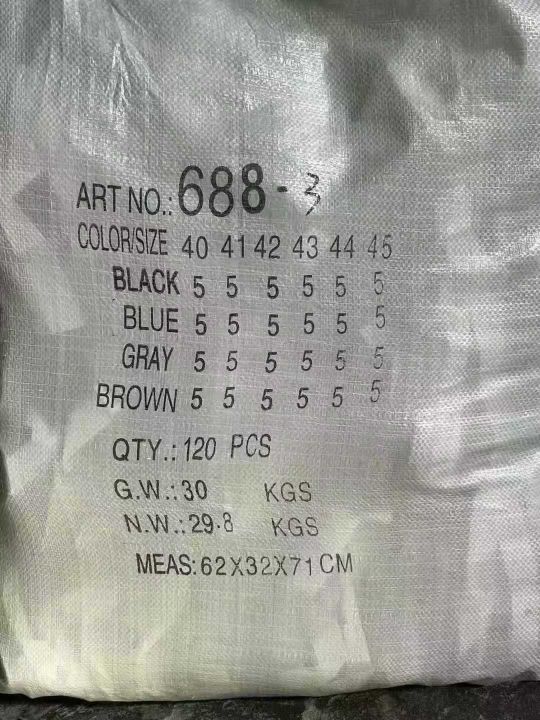 ART NO.: 688-3
COLOR/SIZE 40 41 42 43 44 45
BLACK 5 5 5 5 5 5
BLUE 5 5 5 5 5 5
GRAY 5 5 5 5 5 5
BROWN 5 5 5 5 5 5
QTY.: 120 PCS
G.W.: 30 KGS
N.W.: 29.8 KGS
MEAS: 62X32X71 CM